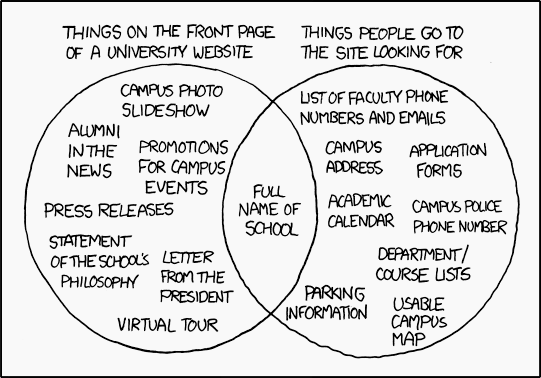 THINGS ON THE FRONT PAGE
OF A UNIVERSITY WEBSITE
THINGS PEOPLE GO TO
THE SITE LOOKING FOR
CAMPUS PHOTO
SLIDESHOW
ALUMNI
IN THE
NEWS
PROMOTIONS
FOR CAMPUS
EVENTS
PRESS RELEASES
STATEMENT
OF THE SCHOOL'S
PHILOSOPHY
LETTER
FROM THE
PRESIDENT
VIRTUAL TOUR
FULL
NAME OF
SCHOOL
LIST OF FACULTY PHONE
NUMBERS AND EMAILS
CAMPUS
ADDRESS
APPLICATION
FORMS
ACADEMIC
CALENDAR
CAMPUS POLICE
PHONE NUMBER
DEPARTMENT/
COURSE LISTS
PARKING
INFORMATION
USABLE
CAMPUS
MAP